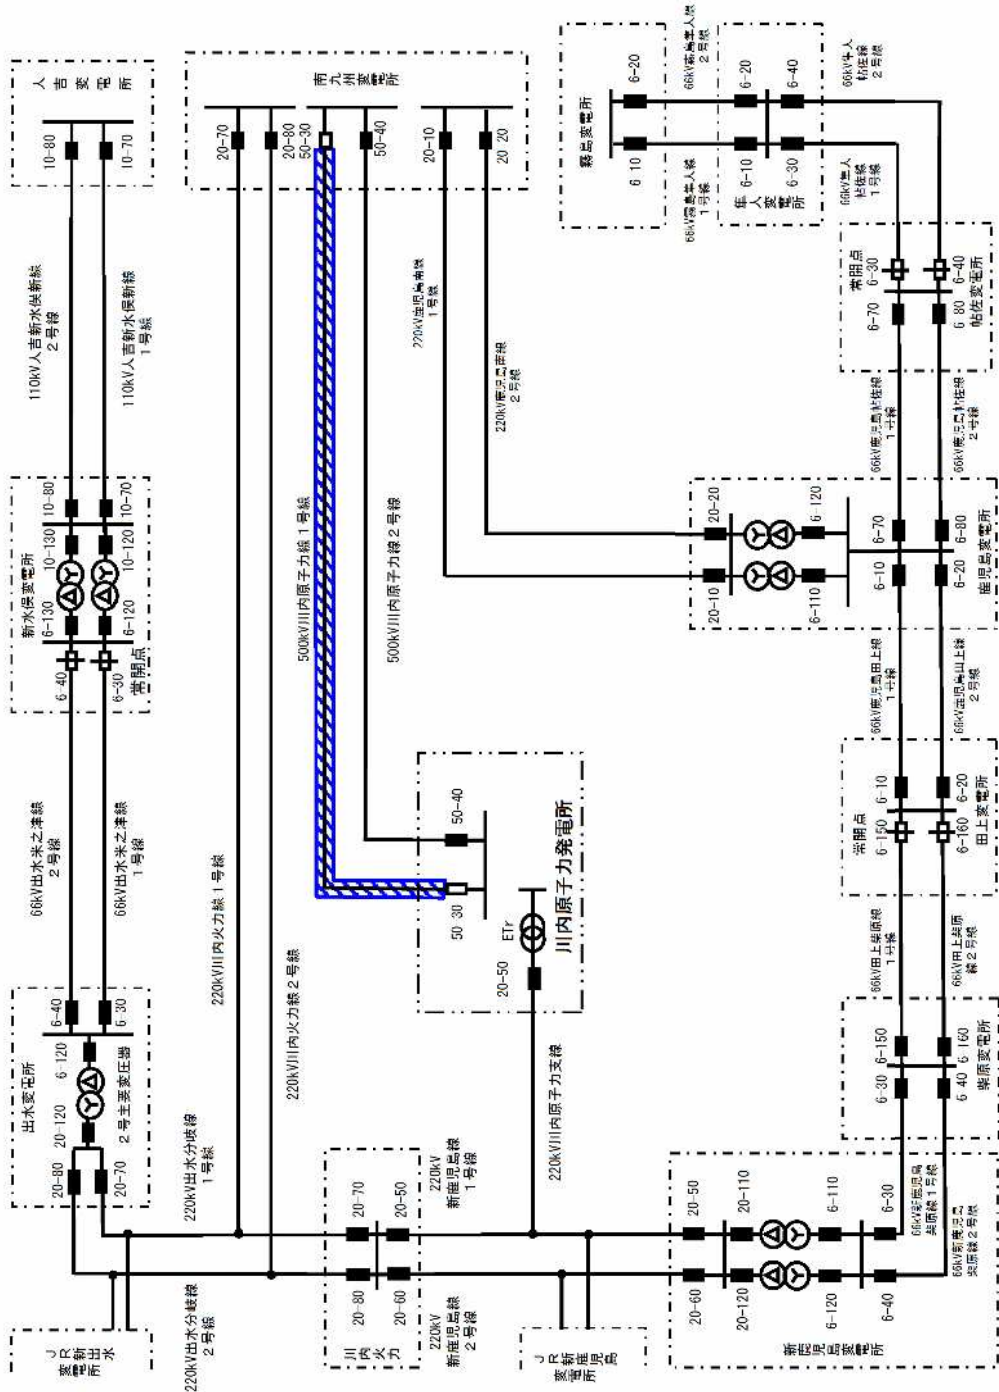 人吉変電所
10-80
10-70
110kV人吉新水俣新線
2号線
110kV人吉新水俣新線
1号線
新水俣変電所
10-80
10-70
10-130
10-120
6-130
6-120
6-40
6-30
常開点
66kV出水米之津線
2号線
66kV出水米之津線
1号線
出水変電所
6-40
6-30
6-120
20-120
2号主要変圧器
20-80
20-70
220kV出水分岐線
1号線
220kV出水分岐線
2号線
JR新出水
変電所
南九州変電所
20-70
20-80
50-30
50-40
20-10
20 20
220kV川内火力線1号線
220kV川内火力線2号線
500kV川内原子力線1号線
500kV川内原子力線2号線
220kV鹿児島南線
1号線
220kV鹿児島南線
2号線
川内原子力発電所
50-40
50 30
ETr
20-50
220kV川内原子力支線
川内火力
20-70
20-50
20-80
20-60
220kV
新鹿児島線
1号線
220kV
新鹿児島線
2号線
JR新鹿児島
変電所
霧島変電所
6-20
6 10
66kV霧島隼人線
2号線
66kV霧島隼人線
1号線
隼人変電所
6-20
6-40
6-10
6-30
66kV隼人
帖佐線
2号線
66kV隼人
帖佐線
1号線
常開点
6-30
6-40
6-70
6 80
帖佐変電所
66kV鹿児島帖佐線
1号線
66kV鹿児島帖佐線
2号線
20-20
6-120
20-10
6-110
6-70
6-80
6-10
6-20
鹿児島変電所
66kV鹿児島田上線
1号線
2号線
常開点
6-10
6-20
6-150
6-160
田上変電所
66kV田上柴原線
1号線
66kV田上柴原
線2号線
6-150
6 160
6-30
6 40
柴原変電所
66kV新鹿児島
柴原線1号線
66kV新鹿児島
柴原線2号線
20-50
20-110
6-110
6-30
20-60
20-120
6-120
6-40
新鹿児島変電所